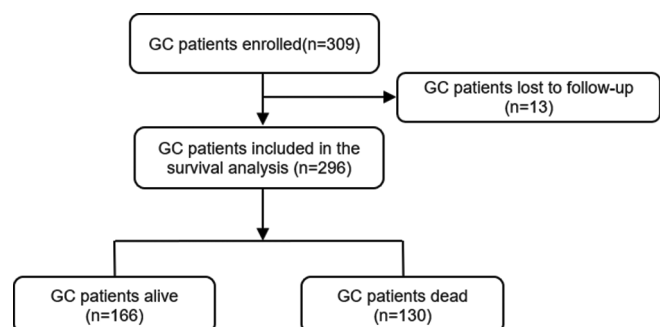 GC patients enrolled(n=309)
GC patients lost to follow-up
(n=13)
GC patients included in the
survival analysis (n=296)
GC patients alive
(n=166)
GC patients dead
(n=130)